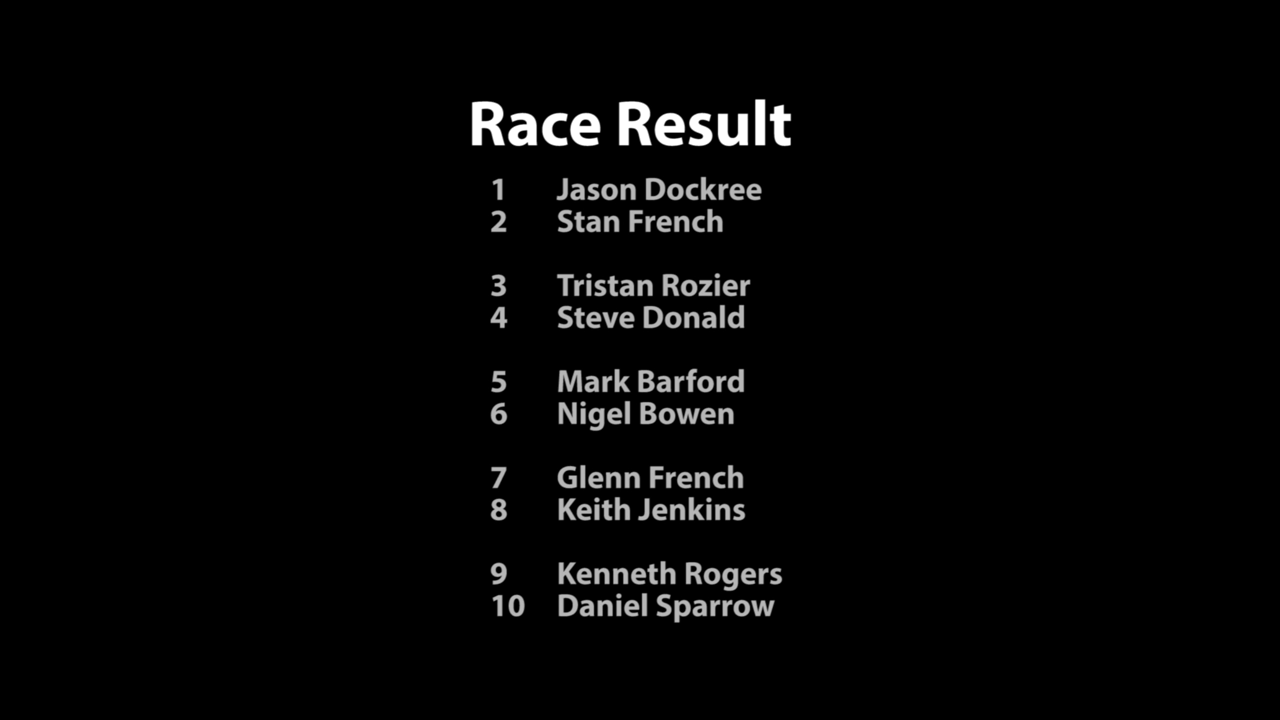 Race Result
1 Jason Dockree
2 Stan French
3 Tristan Rozier
4 Steve Donald
5 Mark Barford
6 Nigel Bowen
7 Glenn French
8 Keith Jenkins
9 Kenneth Rogers
10 Daniel Sparrow